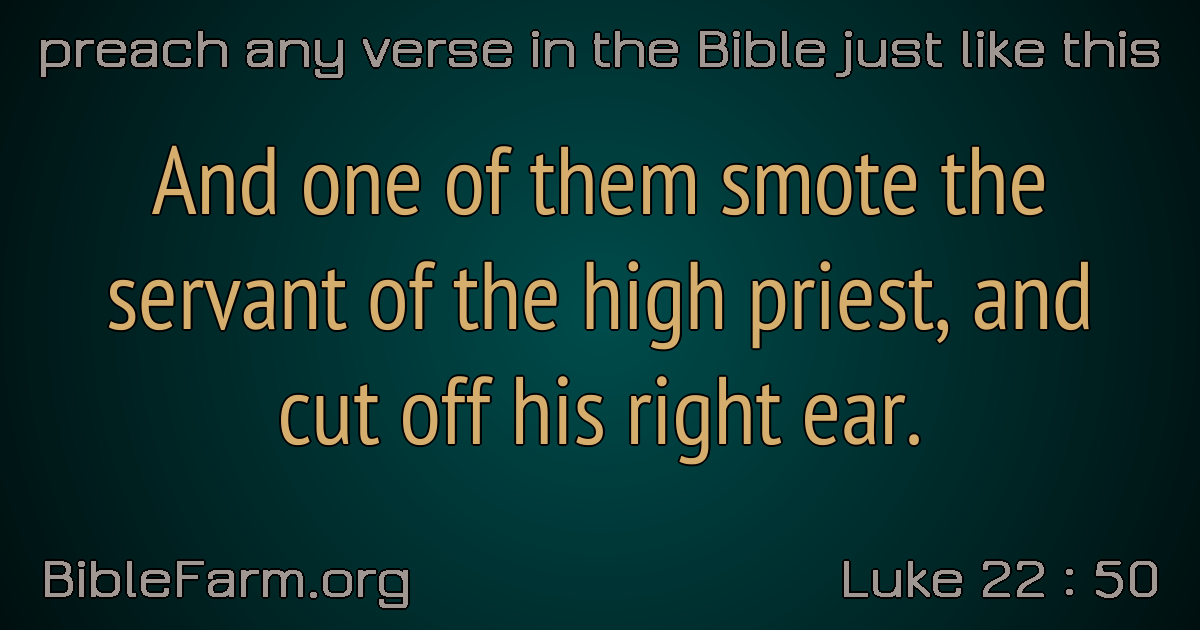 preach any verse in the Bible just like this
And one of them smote the
servant of the high priest, and
cut off his right ear.
BibleFarm.org
Luke 22 : 50